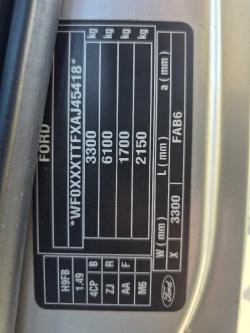 FORD
*WF0XXXTTFXAJ45418*
H9FB
1.49
4CP B 3300 kg
ZJ R 6100 kg
AA F 1700 kg
M6 2150 kg
W ( mm ) L ( mm ) a ( mm )
X 3300 FAB6
Ford